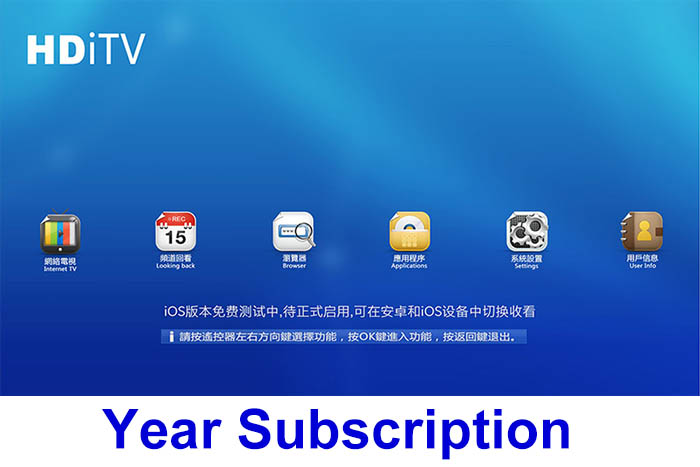 HDiTV
REC
15
網絡電視
Internet TV
頻道回看
Looking back
瀏覽器
Browser
應用程序
Applications
系統設置
Settings
用戶信息
User Info
iOS版本免费测试中,待正式启用,可在安卓和iOS设备中切换收看
i 請按遙控器左右方向鍵選擇功能，按OK鍵進入功能，按返回鍵退出。
Year Subscription